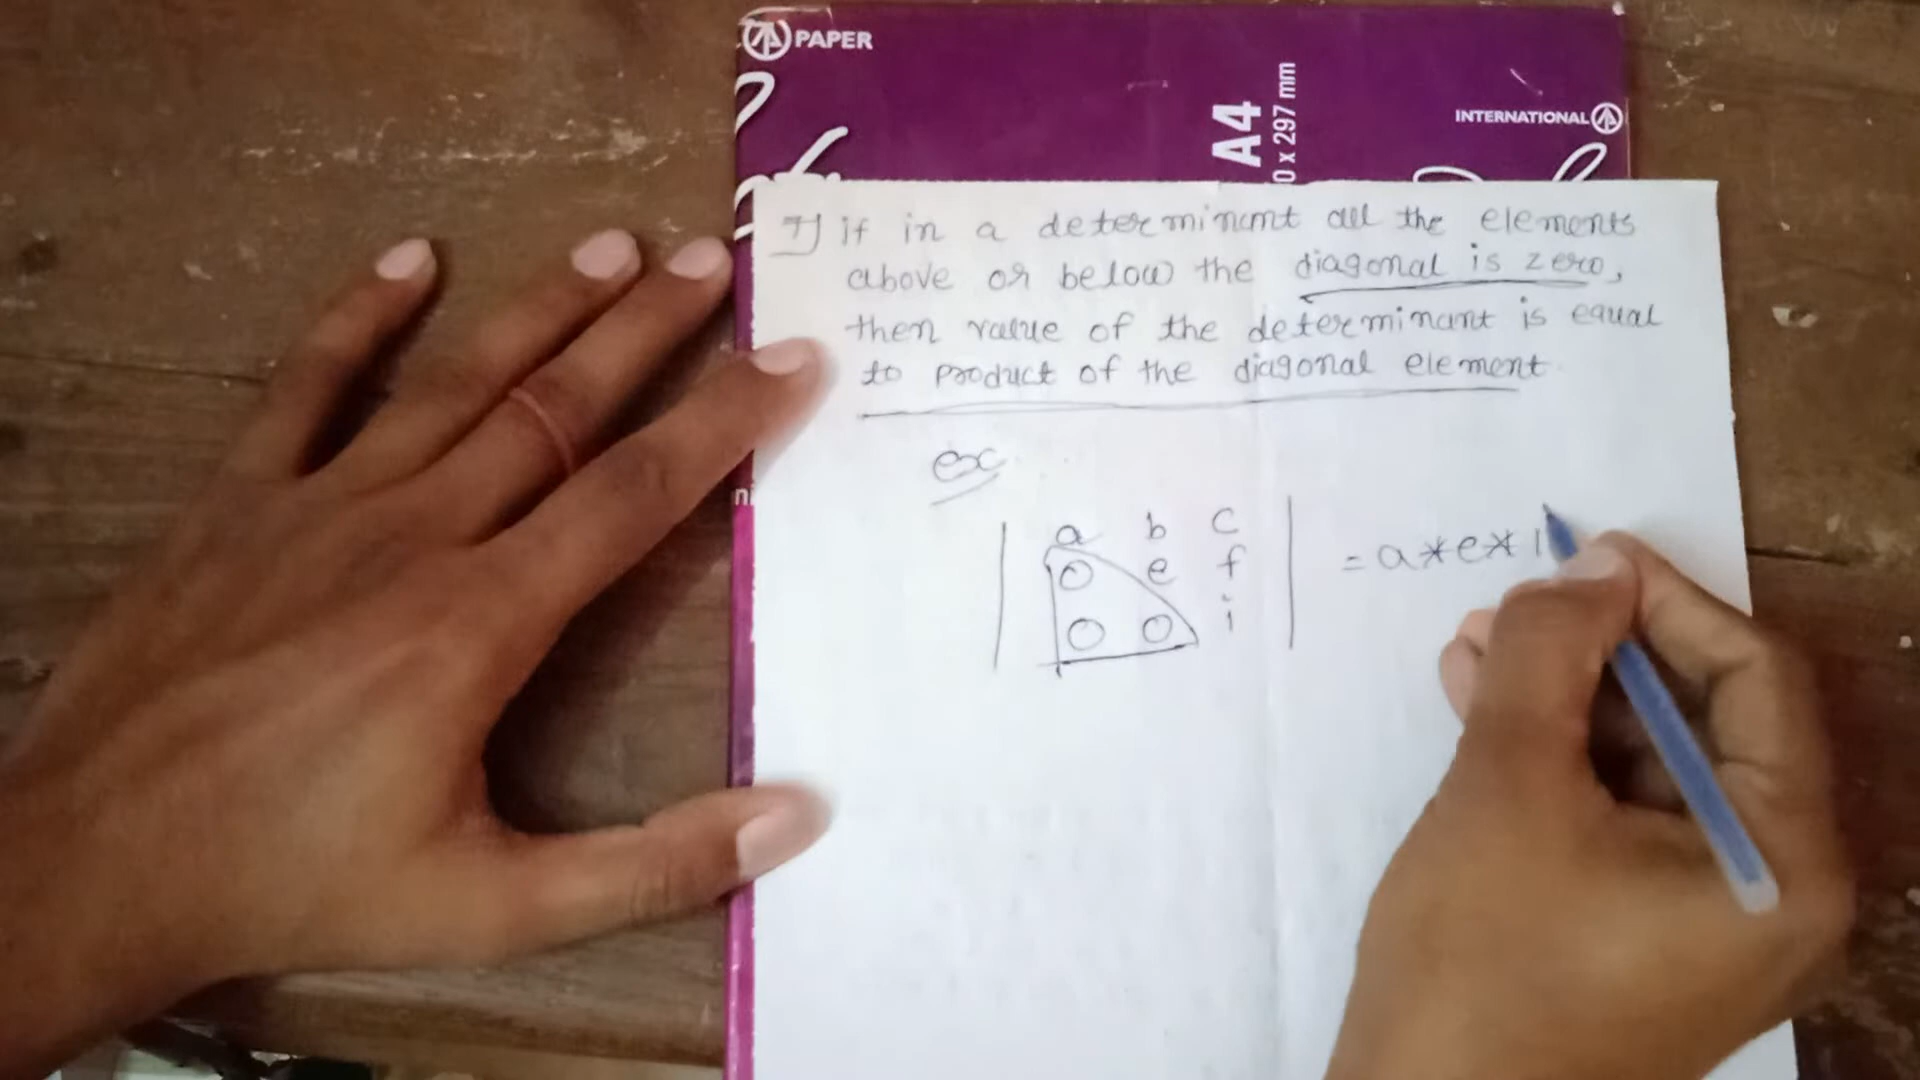 PAPER
A4
0 x 297 mm
INTERNATIONAL
7) if in a determinant all the elements
above or below the diagonal is zero,
then value of the determinant is equal
to product of the diagonal element
ex
a b c
0 e f
0 0 i
= a*e*i
ni